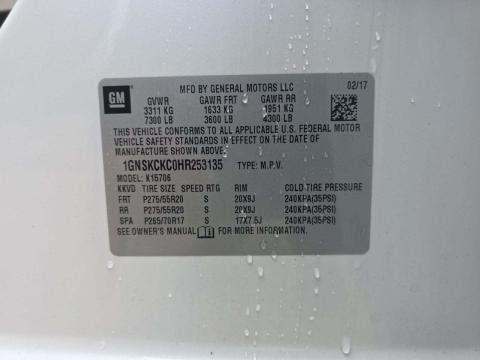 GM
MFD BY GENERAL MOTORS LLC 02/17
GVWR GAWR FRT GAWR RR
3311 KG 1633 KG 1951 KG
7300 LB 3600 LB 4300 LB
THIS VEHICLE CONFORMS TO ALL APPLICABLE U.S. FEDERAL MOTOR
VEHICLE SAFETY STANDARDS IN EFFECT ON THE DATE OF
MANUFACTURE SHOWN ABOVE.
1GNSKCKC0HR253135 TYPE: M.P.V.
MODEL: K15706
KKVD TIRE SIZE SPEED RTG RIM COLD TIRE PRESSURE
FRT P275/55R20 S 20X9J 240KPA(35PSI)
RR P275/55R20 S 20X9J 240KPA(35PSI)
SPA P265/70R17 S 17X7.5J 240KPA(35PSI)
SEE OWNER'S MANUAL FOR MORE INFORMATION.